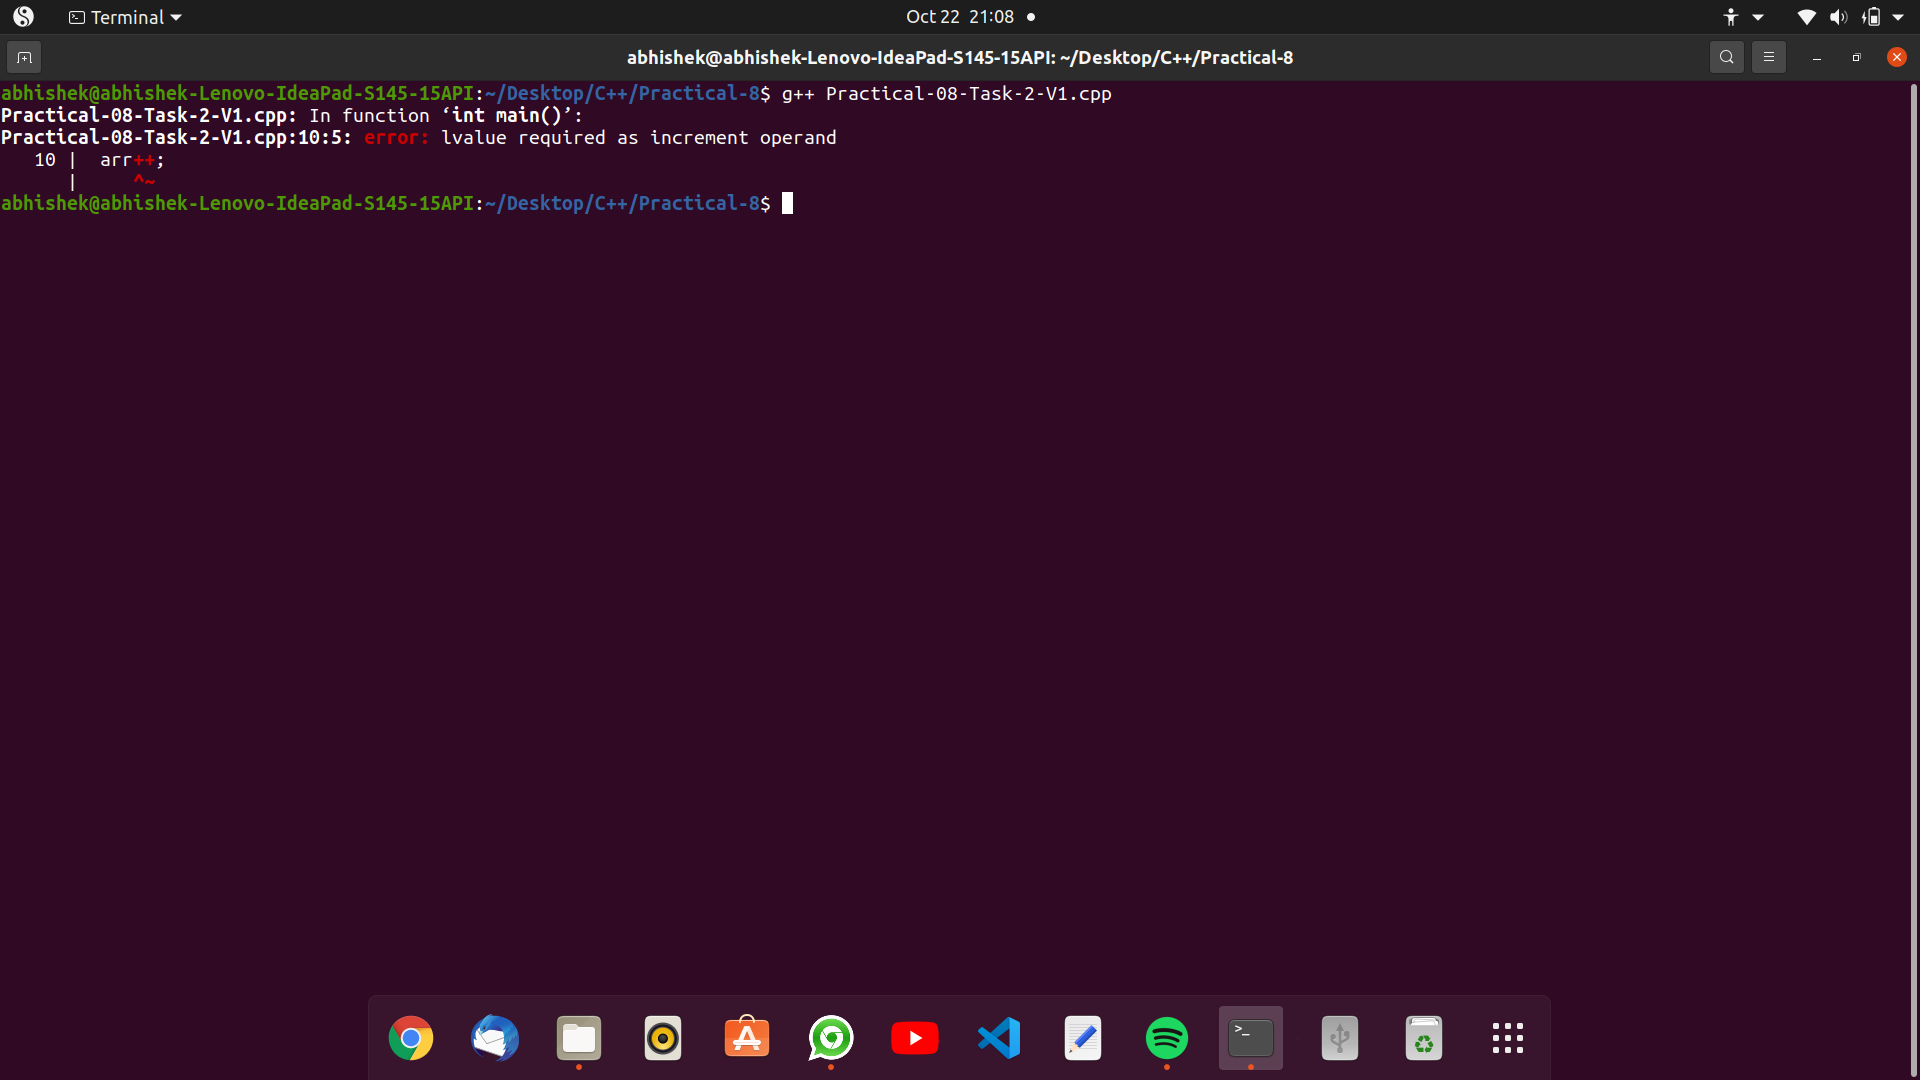 Terminal
Oct 22 21:08
abhishek@abhishek-Lenovo-IdeaPad-S145-15API: ~/Desktop/C++/Practical-8
abhishek@abhishek-Lenovo-IdeaPad-S145-15API:~/Desktop/C++/Practical-8$ g++ Practical-08-Task-2-V1.cpp
Practical-08-Task-2-V1.cpp: In function ‘int main()’:
Practical-08-Task-2-V1.cpp:10:5: error: lvalue required as increment operand
   10 |  arr++;
      |     ^~
abhishek@abhishek-Lenovo-IdeaPad-S145-15API:~/Desktop/C++/Practical-8$